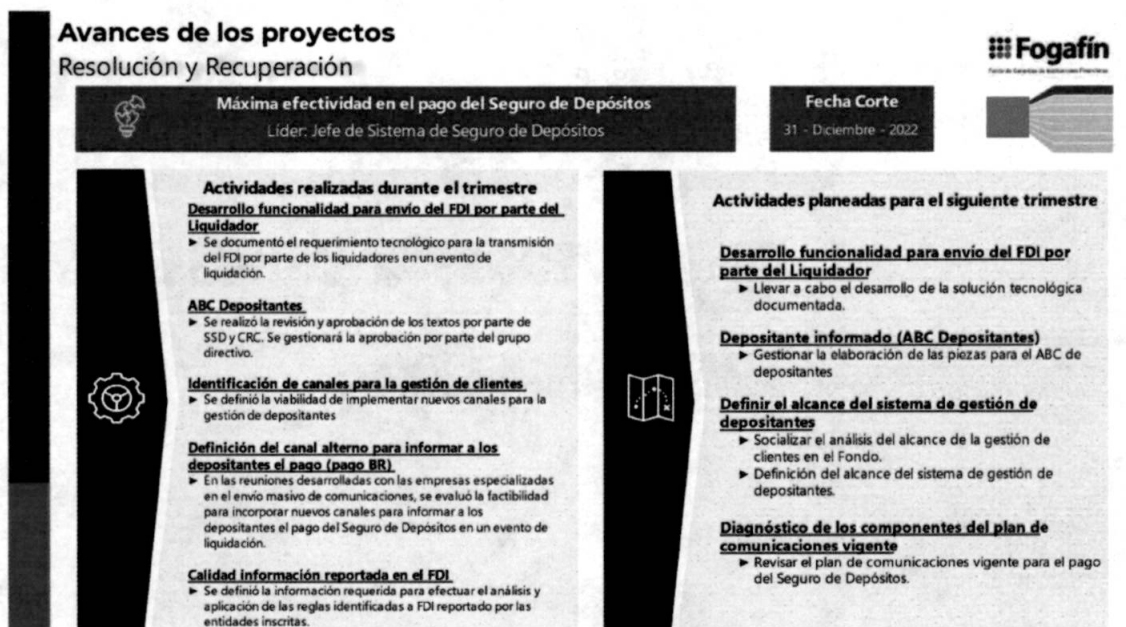 Avances de los proyectos
Resolución y Recuperación
Fogafín
Fondo de Garantías de Instituciones Financieras
Máxima efectividad en el pago del Seguro de Depósitos
Líder: Jefe de Sistema de Seguro de Depósitos
Fecha Corte
31 - Diciembre - 2022
Actividades realizadas durante el trimestre
Desarrollo funcionalidad para envío del FDI por parte del
Liquidador
► Se documentó el requerimiento tecnológico para la transmisión
del FDI por parte de los liquidadores en un evento de
liquidación.
ABC Depositantes
► Se realizó la revisión y aprobación de los textos por parte de
SSD y CRC. Se gestionará la aprobación por parte del grupo
directivo.
Identificación de canales para la gestión de clientes
► Se definió la viabilidad de implementar nuevos canales para la
gestión de depositantes
Definición del canal alterno para informar a los
depositantes el pago (pago BR)
► En las reuniones desarrolladas con las empresas especializadas
en el envío masivo de comunicaciones, se evaluó la factibilidad
para incorporar nuevos canales para informar a los
depositantes el pago del Seguro de Depósitos en un evento de
liquidación.
Calidad información reportada en el FDI
► Se definió la información requerida para efectuar el análisis y
aplicación de las reglas identificadas a FDI reportado por las
entidades inscritas.
Actividades planeadas para el siguiente trimestre
Desarrollo funcionalidad para envío del FDI por
parte del Liquidador
► Llevar a cabo el desarrollo de la solución tecnológica
documentada.
Depositante informado (ABC Depositantes)
► Gestionar la elaboración de las piezas para el ABC de
depositantes
Definir el alcance del sistema de gestión de
depositantes
► Socializar el análisis del alcance de la gestión de
clientes en el Fondo.
► Definición del alcance del sistema de gestión de
depositantes.
Diagnóstico de los componentes del plan de
comunicaciones vigente
► Revisar el plan de comunicaciones vigente para el pago
del Seguro de Depósitos.